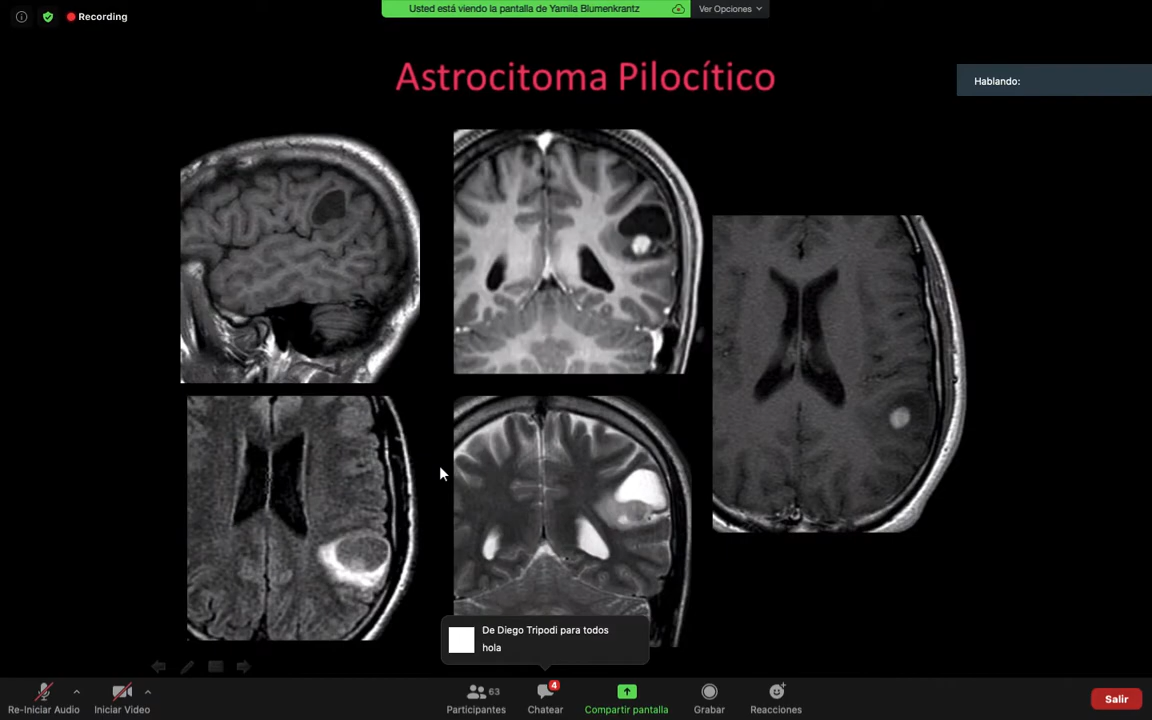 Recording
Usted está viendo la pantalla de Yamila Blumenkrantz
Ver Opciones
Astrocitoma Pilocítico
Hablando:
De Diego Tripodi para todos
hola
Re-Iniciar Audio
Iniciar Video
63
Participantes
4
Chatear
Compartir pantalla
Grabar
Reacciones
Salir